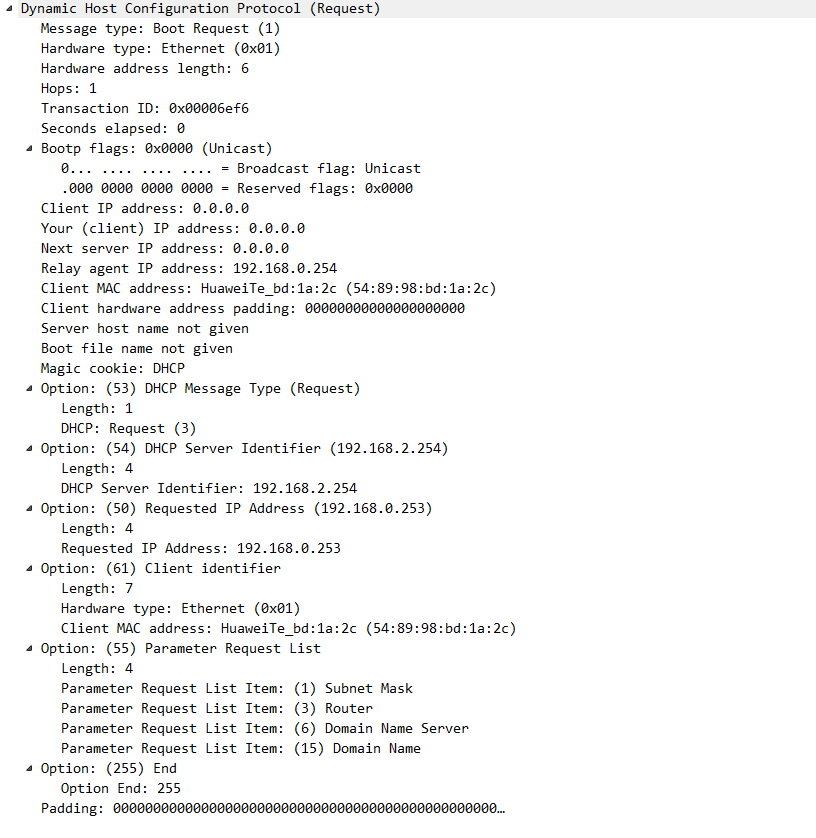 Dynamic Host Configuration Protocol (Request)
Message type: Boot Request (1)
Hardware type: Ethernet (0x01)
Hardware address length: 6
Hops: 1
Transaction ID: 0x00006ef6
Seconds elapsed: 0
Bootp flags: 0x0000 (Unicast)
0... .... .... .... = Broadcast flag: Unicast
.000 0000 0000 0000 = Reserved flags: 0x0000
Client IP address: 0.0.0.0
Your (client) IP address: 0.0.0.0
Next server IP address: 0.0.0.0
Relay agent IP address: 192.168.0.254
Client MAC address: HuaweiTe_bd:1a:2c (54:89:98:bd:1a:2c)
Client hardware address padding: 00000000000000000000
Server host name not given
Boot file name not given
Magic cookie: DHCP
Option: (53) DHCP Message Type (Request)
Length: 1
DHCP: Request (3)
Option: (54) DHCP Server Identifier (192.168.2.254)
Length: 4
DHCP Server Identifier: 192.168.2.254
Option: (50) Requested IP Address (192.168.0.253)
Length: 4
Requested IP Address: 192.168.0.253
Option: (61) Client identifier
Length: 7
Hardware type: Ethernet (0x01)
Client MAC address: HuaweiTe_bd:1a:2c (54:89:98:bd:1a:2c)
Option: (55) Parameter Request List
Length: 4
Parameter Request List Item: (1) Subnet Mask
Parameter Request List Item: (3) Router
Parameter Request List Item: (6) Domain Name Server
Parameter Request List Item: (15) Domain Name
Option: (255) End
Option End: 255
Padding: 000000000000000000000000000000000000000000000000…